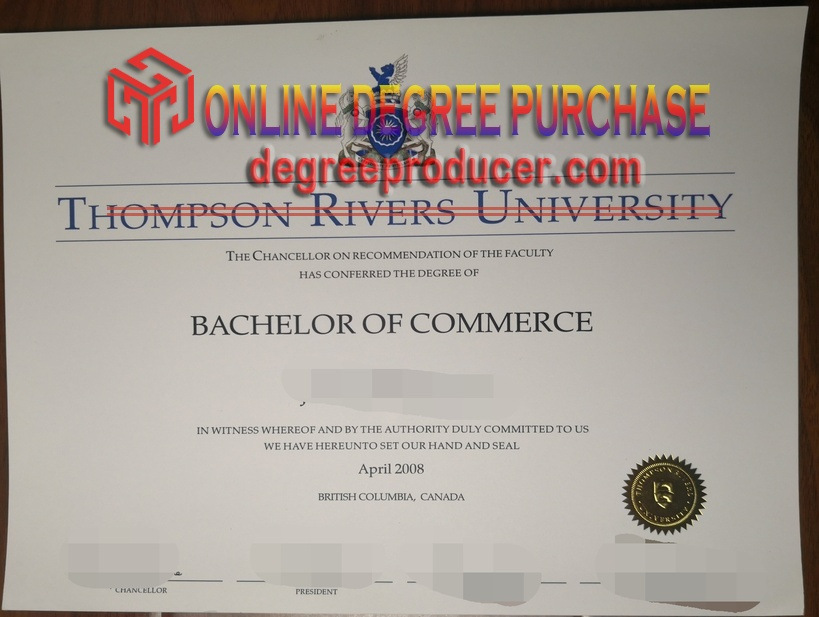 ONLINE DEGREE PURCHASE
degreeproducer.com
THOMPSON RIVERS UNIVERSITY
THE CHANCELLOR ON RECOMMENDATION OF THE FACULTY
HAS CONFERRED THE DEGREE OF
BACHELOR OF COMMERCE
IN WITNESS WHEREOF AND BY THE AUTHORITY DULY COMMITTED TO US
WE HAVE HEREUNTO SET OUR HAND AND SEAL
April 2008
BRITISH COLUMBIA, CANADA
CHANCELLOR
PRESIDENT